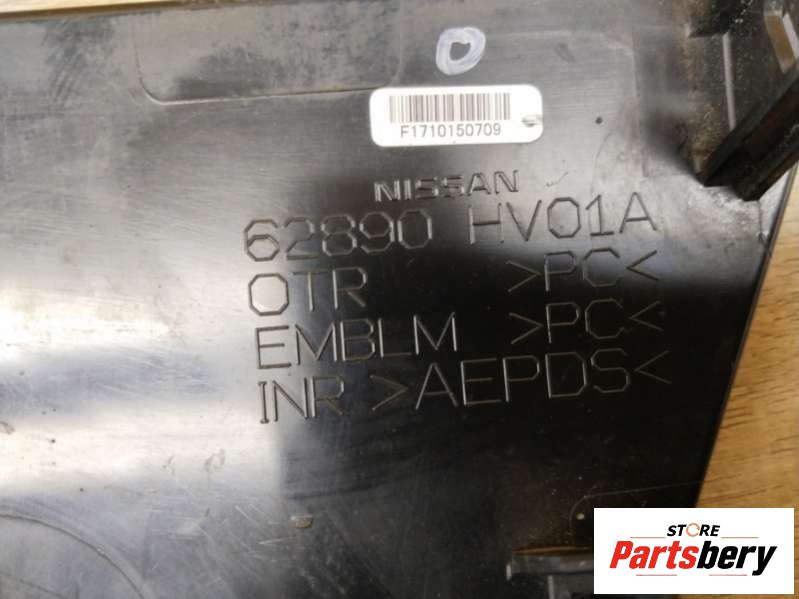 O
F1710150709
NISSAN
62890 HV01A
OTR >PC<
EMBLM >PC<
INR >AEPDS<
STORE
Partsbery